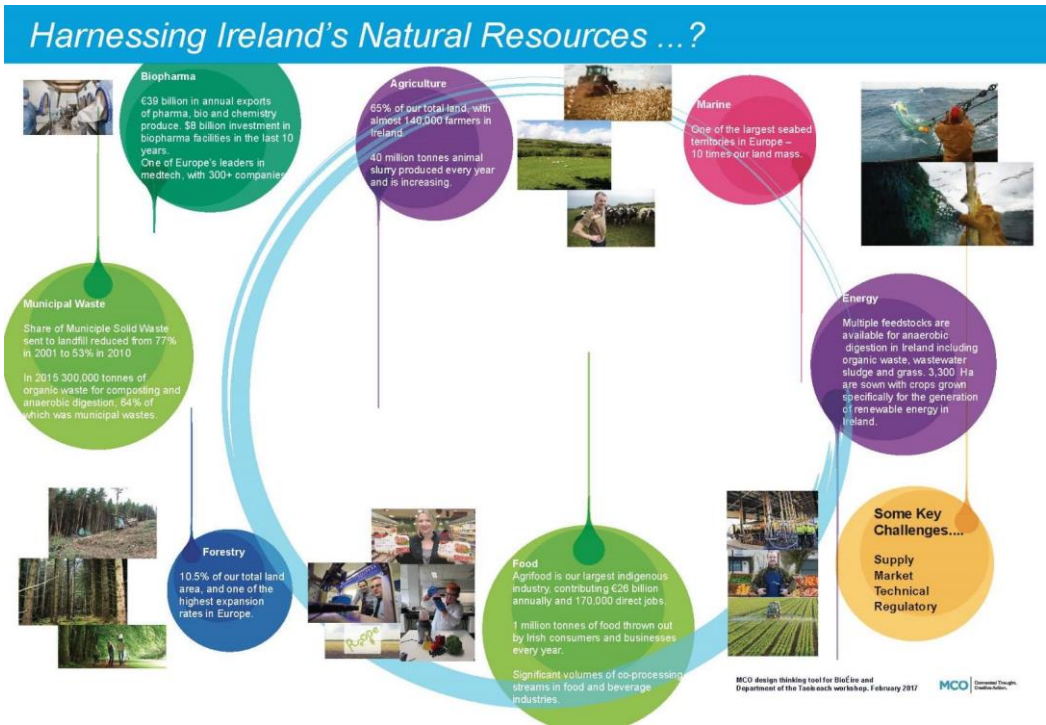 Harnessing Ireland's Natural Resources ...?
Biopharma
€39 billion in annual exports
of pharma, bio and chemistry
produce. $8 billion investment in
biopharma facilities in the last 10
years.
One of Europe's leaders in
medtech, with 300+ companies
Agriculture
65% of our total land, with
almost 140,000 farmers in
Ireland.
40 million tonnes animal
slurry produced every year
and is increasing.
Marine
One of the largest seabed
territories in Europe –
10 times our land mass.
Municipal Waste
Share of Municiple Solid Waste
sent to landfill reduced from 77%
in 2001 to 53% in 2010
In 2015 300,000 tonnes of
organic waste for composting and
anaerobic digestion, 64% of
which was municipal wastes.
Energy
Multiple feedstocks are
available for anaerobic
digestion in Ireland including
organic waste, wastewater
sludge and grass. 3,300 Ha
are sown with crops grown
specifically for the generation
of renewable energy in
Ireland.
Forestry
10.5% of our total land
area, and one of the
highest expansion
rates in Europe.
Food
Agrifood is our largest indigenous
industry, contributing €26 billion
annually and 170,000 direct jobs.
1 million tonnes of food thrown out
by Irish consumers and businesses
every year.
Significant volumes of co-processing
streams in food and beverage
industries.
Some Key
Challenges....
Supply
Market
Technical
Regulatory
MCO design thinking tool for BioÉire and
Department of the Taoiseach workshop. February 2017
MCO
Connected Thought.
Creative Action.